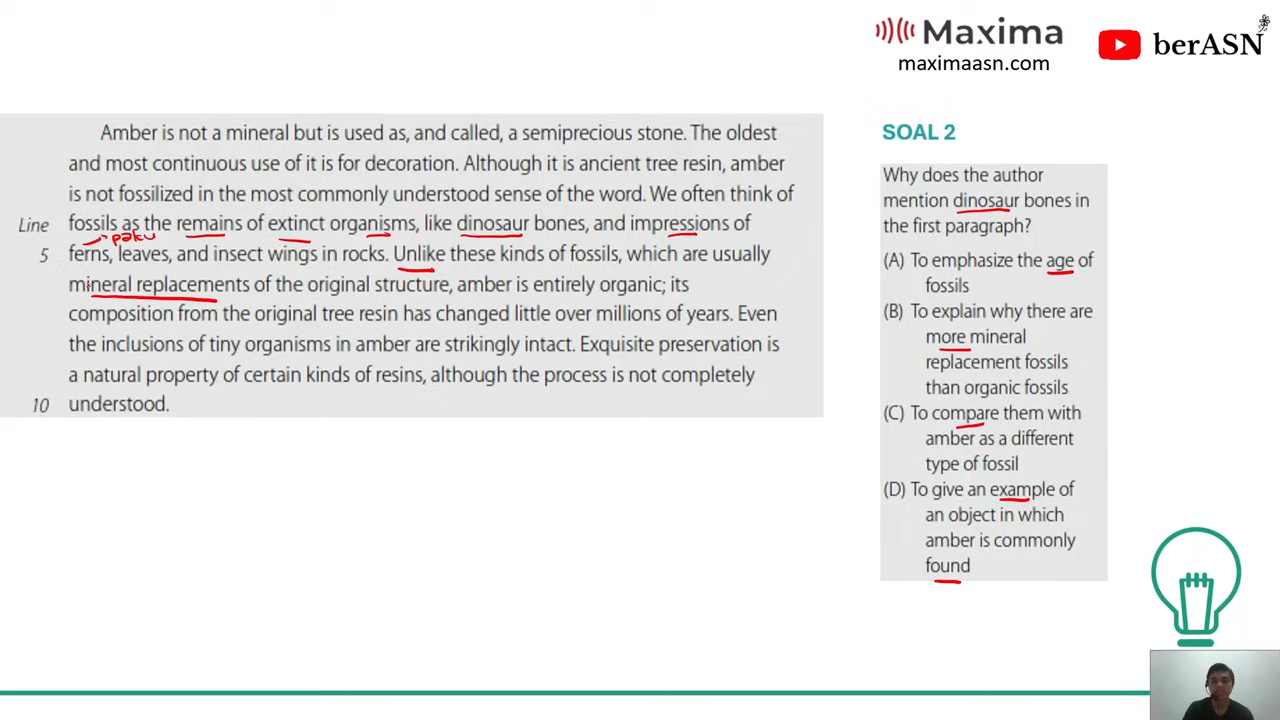 Maxima
maximaasn.com
berASN
Amber is not a mineral but is used as, and called, a semiprecious stone. The oldest
and most continuous use of it is for decoration. Although it is ancient tree resin, amber
is not fossilized in the most commonly understood sense of the word. We often think of
Line fossils as the remains of extinct organisms, like dinosaur bones, and impressions of
paku
5 ferns, leaves, and insect wings in rocks. Unlike these kinds of fossils, which are usually
mineral replacements of the original structure, amber is entirely organic; its
composition from the original tree resin has changed little over millions of years. Even
the inclusions of tiny organisms in amber are strikingly intact. Exquisite preservation is
a natural property of certain kinds of resins, although the process is not completely
10 understood.
SOAL 2
Why does the author
mention dinosaur bones in
the first paragraph?
(A) To emphasize the age of
fossils
(B) To explain why there are
more mineral
replacement fossils
than organic fossils
(C) To compare them with
amber as a different
type of fossil
(D) To give an example of
an object in which
amber is commonly
found